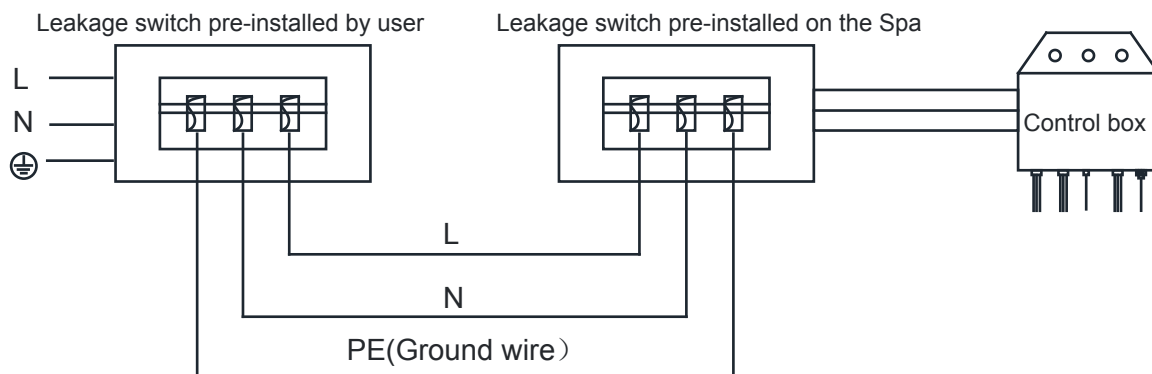 Leakage switch pre-installed by user
Leakage switch pre-installed on the Spa
L
N
Control box
L
N
PE(Ground wire）